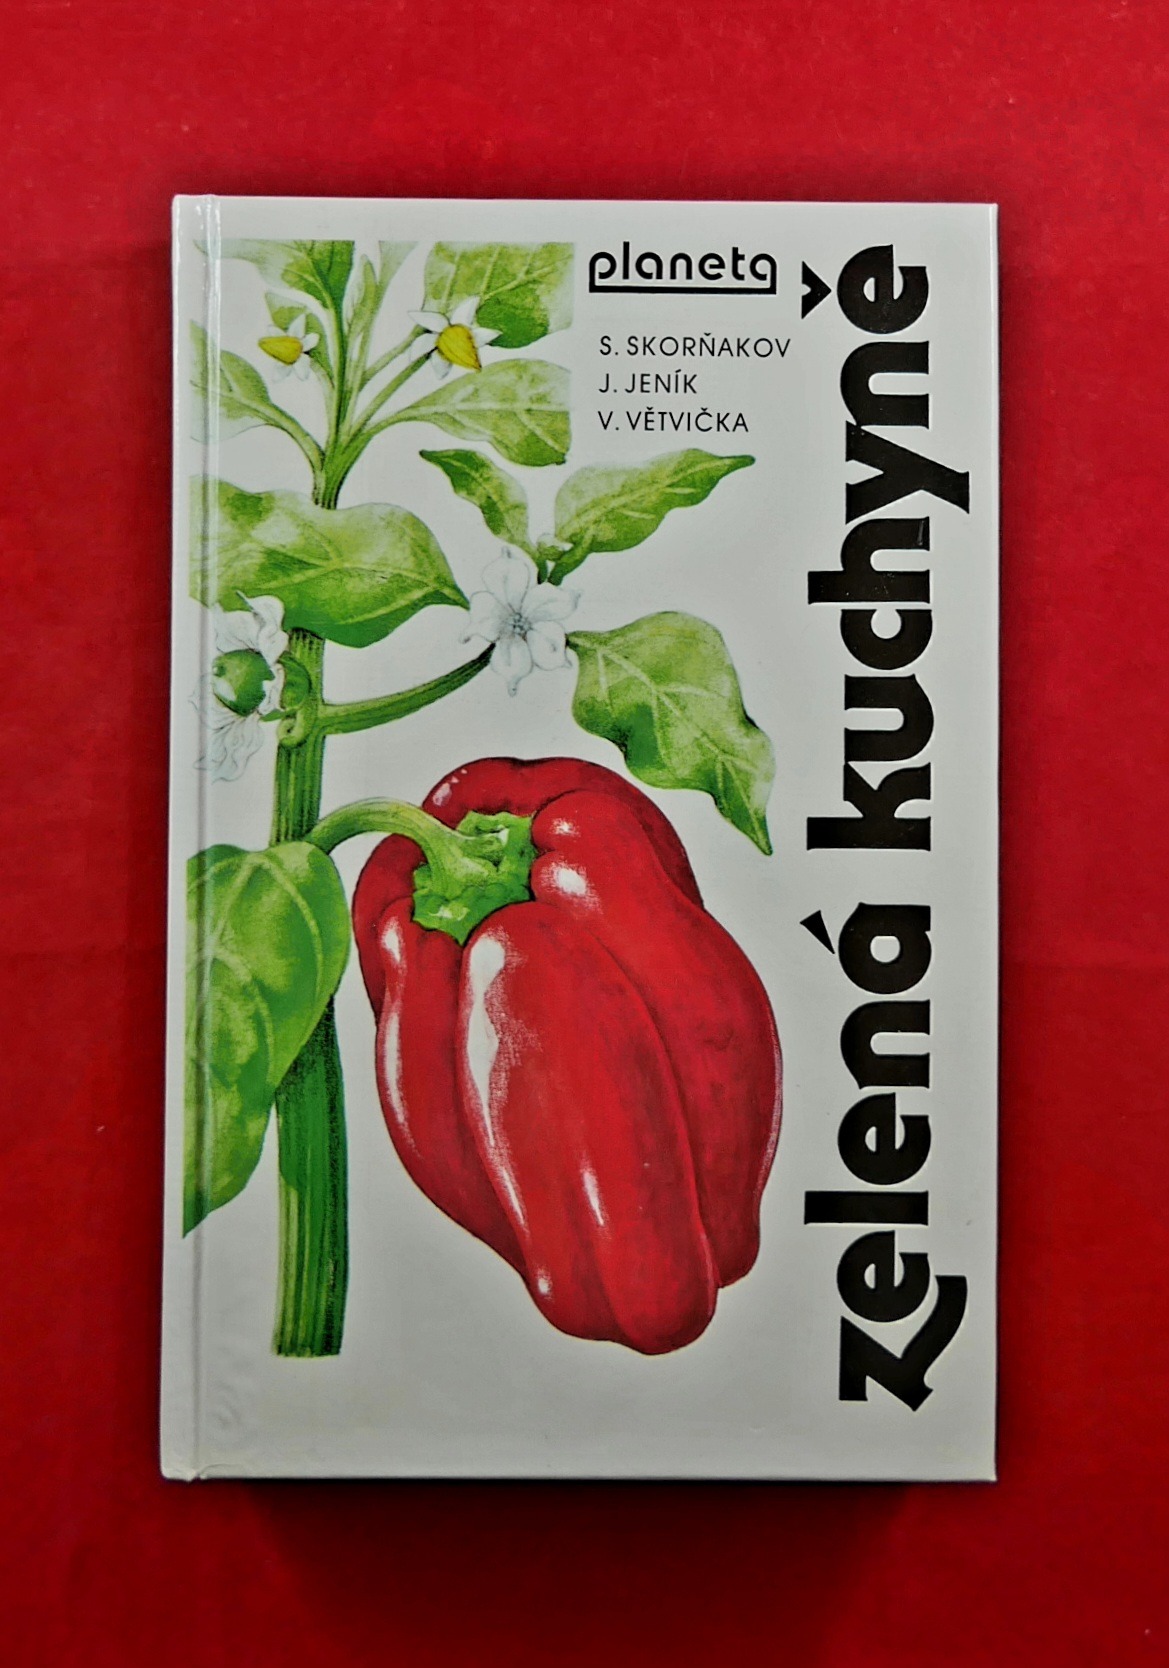 planeta
S. SKORŇAKOV
J. JENÍK
V. VĚTVIČKA
zelená kuchyně